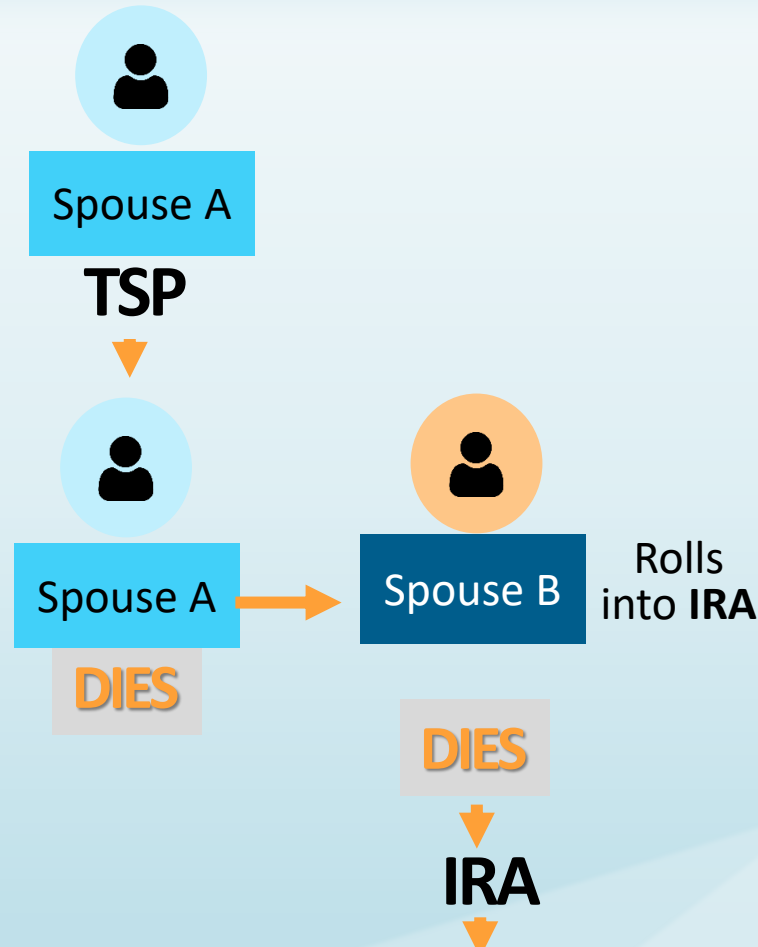 Spouse A
TSP
Spouse A
DIES
Spouse B
Rolls
into IRA
DIES
IRA